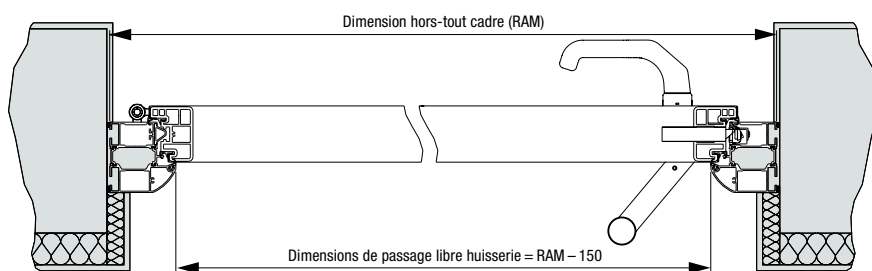 Dimension hors-tout cadre (RAM)
Dimensions de passage libre huisserie = RAM – 150